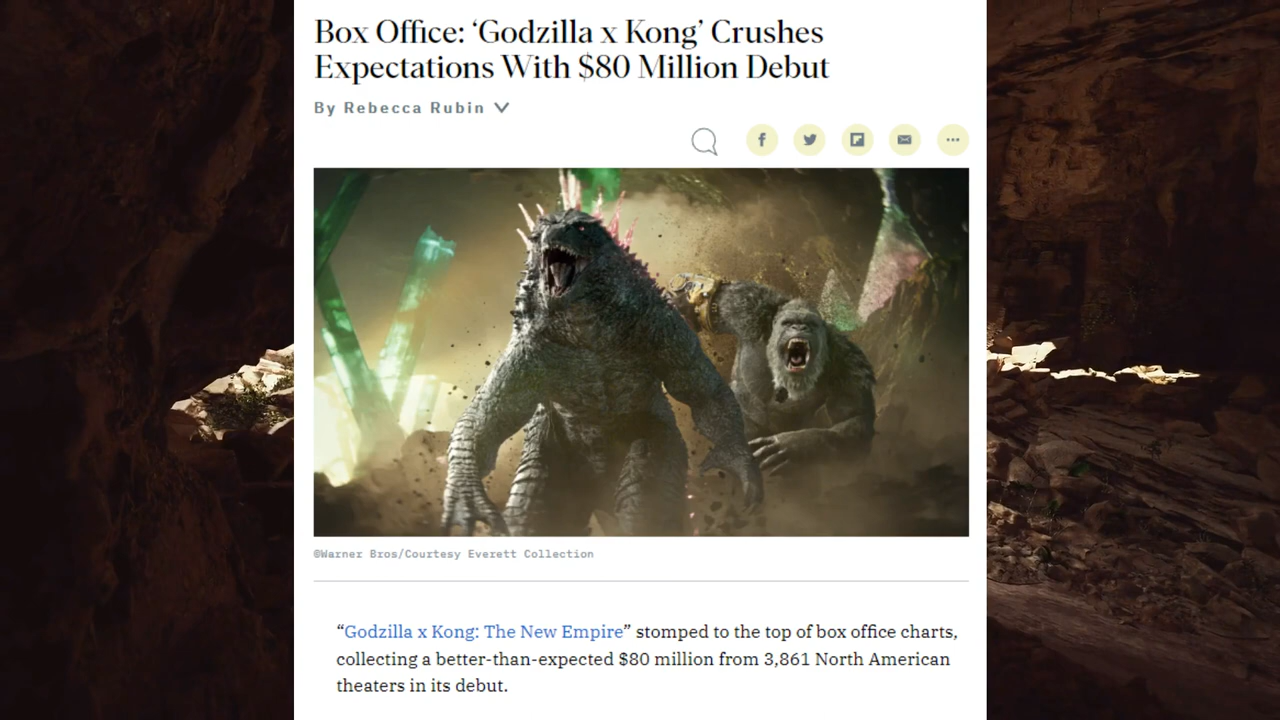 Box Office: ‘Godzilla x Kong’ Crushes
Expectations With $80 Million Debut
By Rebecca Rubin
©Warner Bros/Courtesy Everett Collection
“Godzilla x Kong: The New Empire” stomped to the top of box office charts,
collecting a better-than-expected $80 million from 3,861 North American
theaters in its debut.